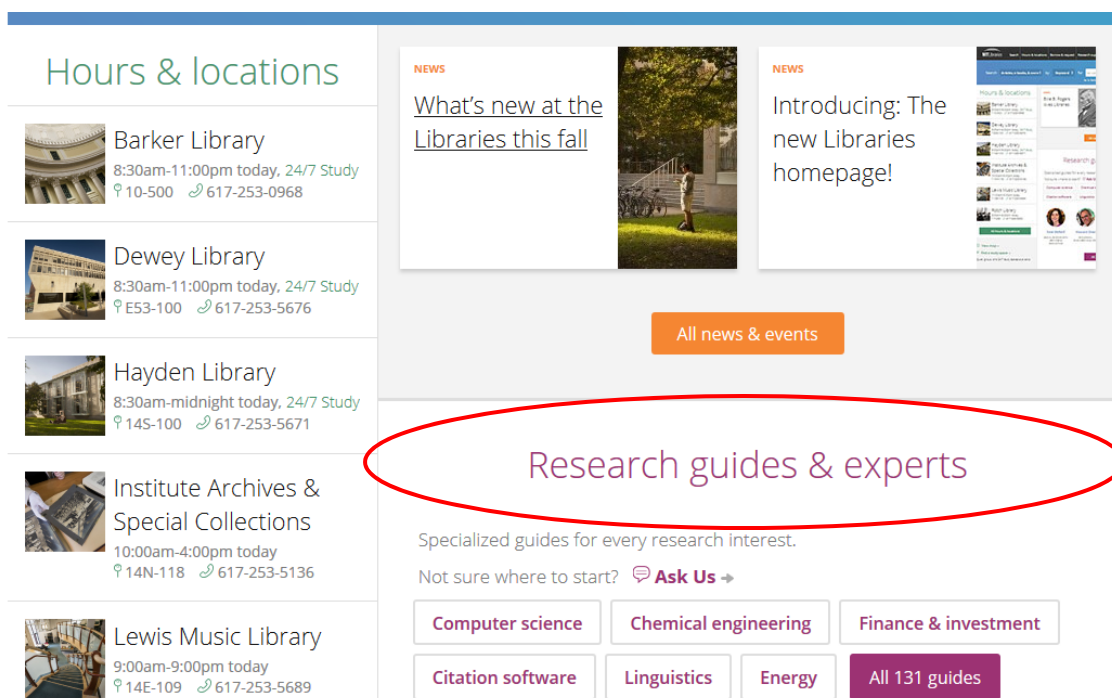 Hours & locations
Barker Library
8:30am-11:00pm today, 24/7 Study
10-500 617-253-0968
Dewey Library
8:30am-11:00pm today, 24/7 Study
E53-100 617-253-5676
Hayden Library
8:30am-midnight today, 24/7 Study
14S-100 617-253-5671
Institute Archives &
Special Collections
10:00am-4:00pm today
14N-118 617-253-5136
Lewis Music Library
9:00am-9:00pm today
14E-109 617-253-5689
NEWS
What's new at the
Libraries this fall
NEWS
Introducing: The
new Libraries
homepage!
All news & events
Research guides & experts
Specialized guides for every research interest.
Not sure where to start? Ask Us
Computer science Chemical engineering Finance & investment
Citation software Linguistics Energy All 131 guides